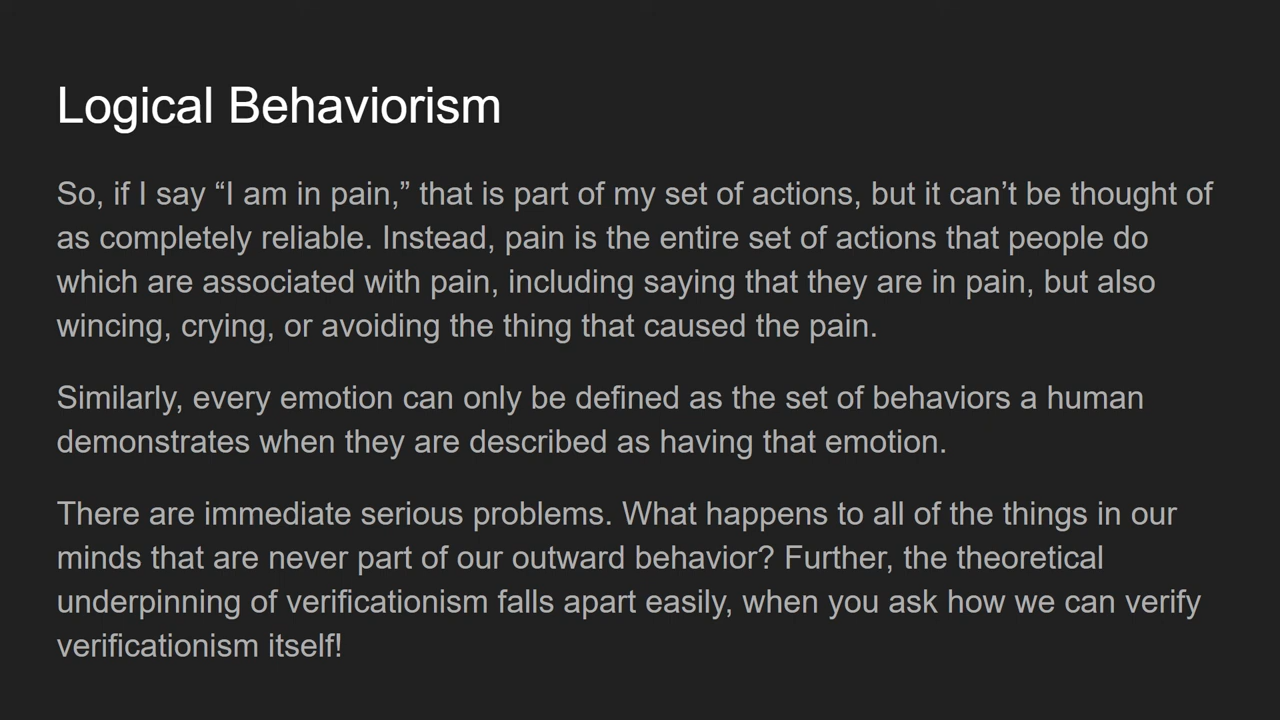 Logical Behaviorism
So, if I say “I am in pain,” that is part of my set of actions, but it can’t be thought of
as completely reliable. Instead, pain is the entire set of actions that people do
which are associated with pain, including saying that they are in pain, but also
wincing, crying, or avoiding the thing that caused the pain.
Similarly, every emotion can only be defined as the set of behaviors a human
demonstrates when they are described as having that emotion.
There are immediate serious problems. What happens to all of the things in our
minds that are never part of our outward behavior? Further, the theoretical
underpinning of verificationism falls apart easily, when you ask how we can verify
verificationism itself!